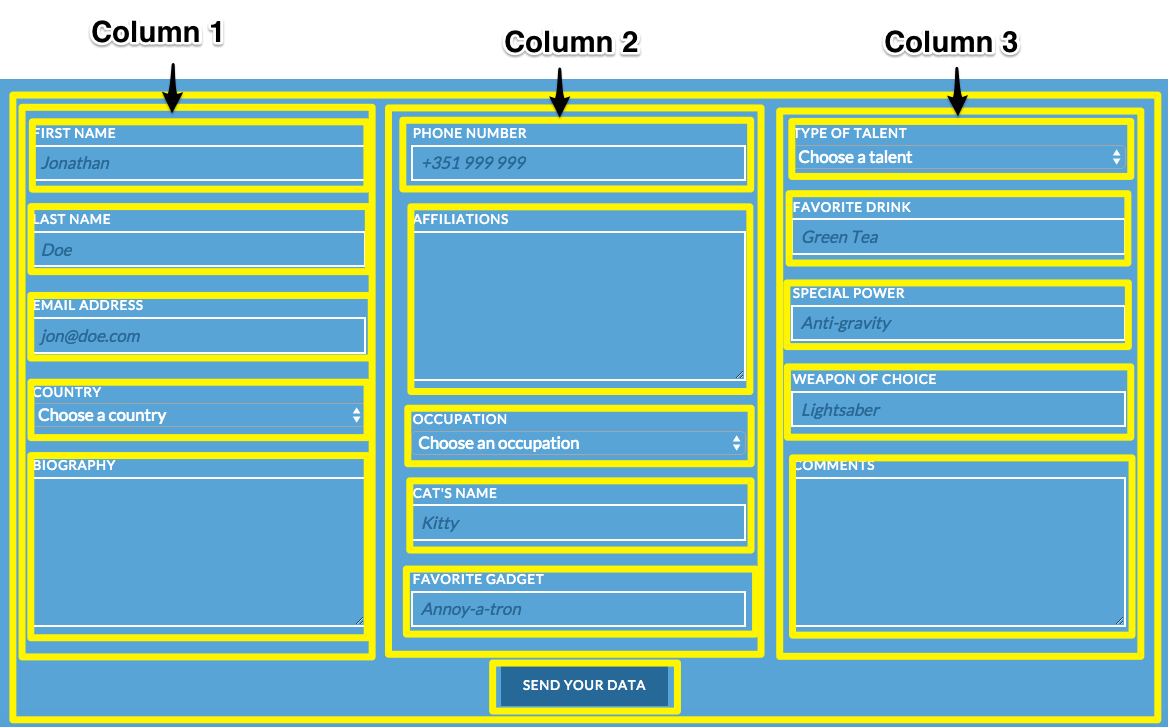 Column 1
Column 2
Column 3
FIRST NAME
Jonathan
LAST NAME
Doe
EMAIL ADDRESS
jon@doe.com
COUNTRY
Choose a country
BIOGRAPHY
PHONE NUMBER
+351 999 999
AFFILIATIONS
OCCUPATION
Choose an occupation
CAT'S NAME
Kitty
FAVORITE GADGET
Annoy-a-tron
TYPE OF TALENT
Choose a talent
FAVORITE DRINK
Green Tea
SPECIAL POWER
Anti-gravity
WEAPON OF CHOICE
Lightsaber
COMMENTS
SEND YOUR DATA